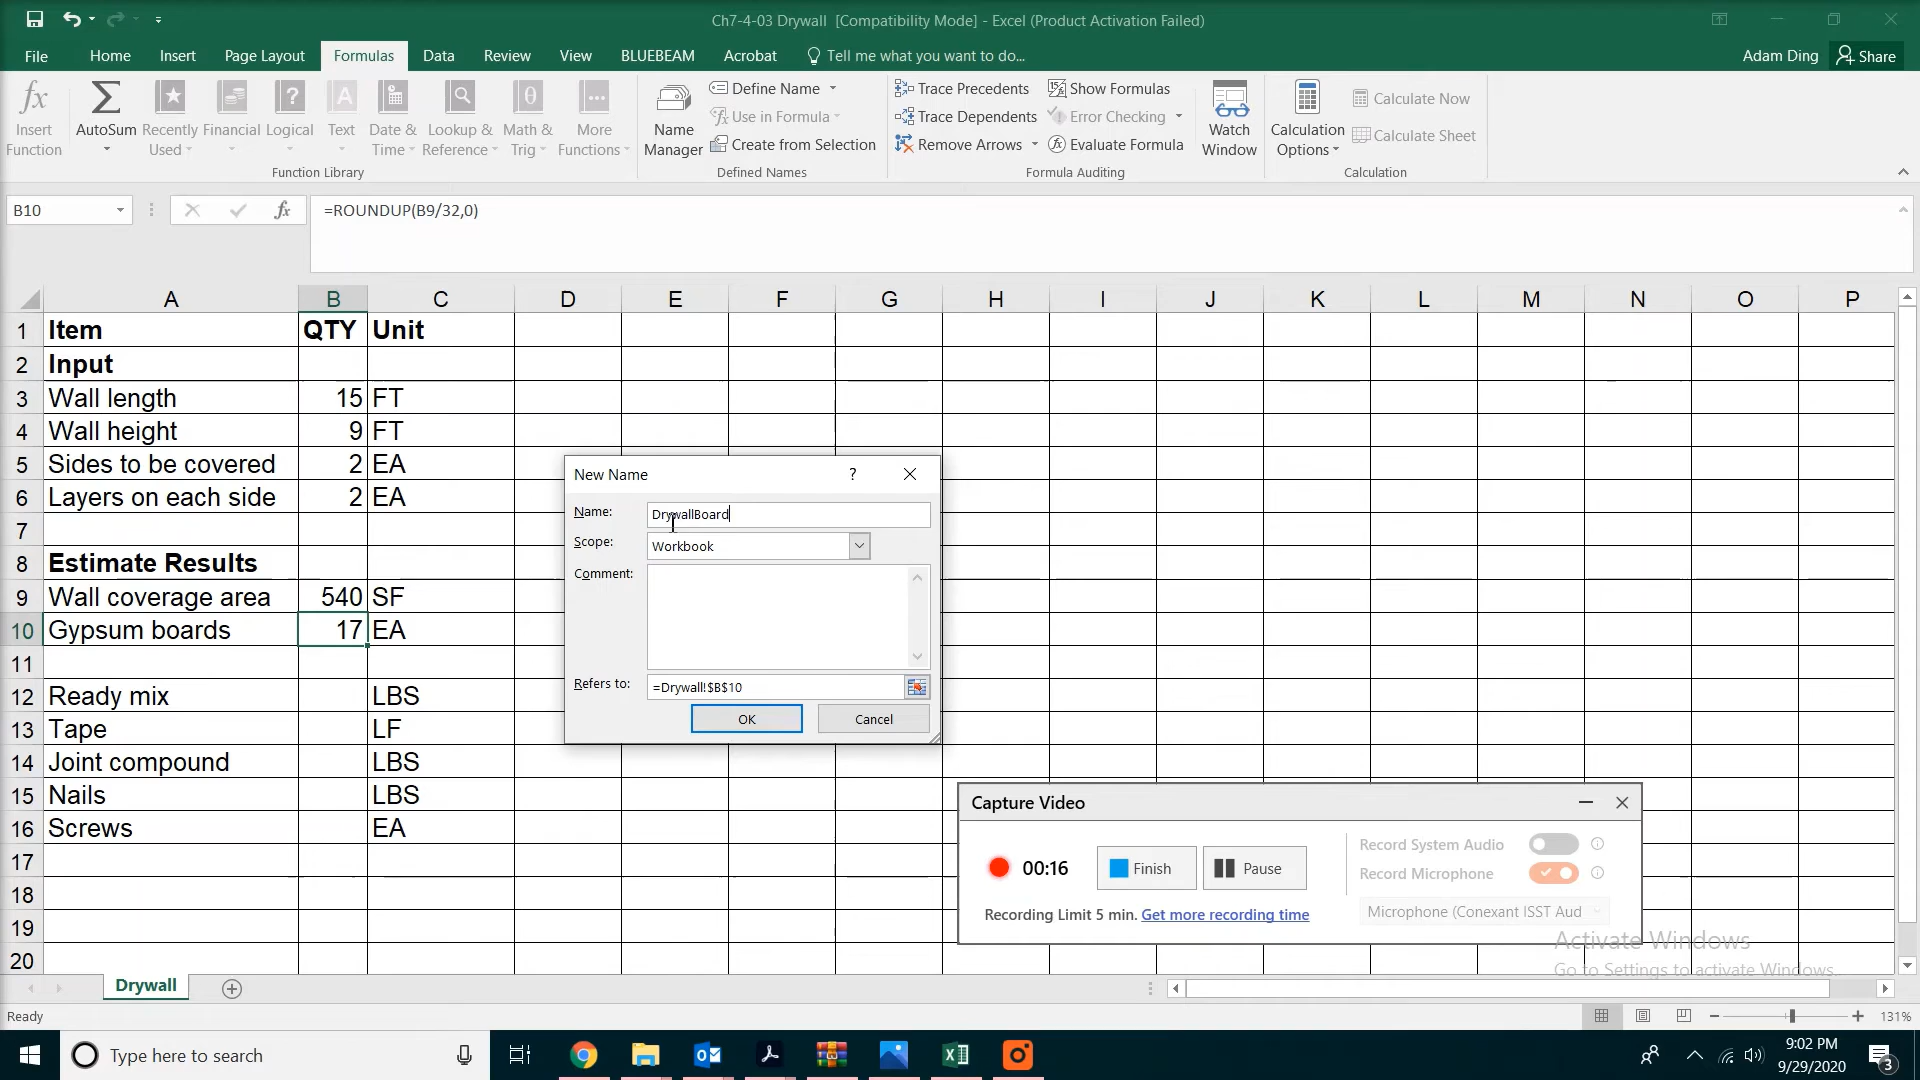 Ch7-4-03 Drywall [Compatibility Mode] - Excel (Product Activation Failed)
File Home Insert Page Layout Formulas Data Review View BLUEBEAM Acrobat Tell me what you want to do... Adam Ding Share
Insert Function
AutoSum
Recently Used
Financial
Logical
Text
Date & Time
Lookup & Reference
Math & Trig
More Functions
Function Library
Name Manager
Define Name
Use in Formula
Create from Selection
Defined Names
Trace Precedents
Trace Dependents
Remove Arrows
Show Formulas
Error Checking
Evaluate Formula
Formula Auditing
Watch Window
Calculation Options
Calculate Now
Calculate Sheet
Calculation
B10 fx =ROUNDUP(B9/32,0)
A B C D E F G H I J K L M N O P
1 Item QTY Unit
2 Input
3 Wall length 15 FT
4 Wall height 9 FT
5 Sides to be covered 2 EA
6 Layers on each side 2 EA
7
8 Estimate Results
9 Wall coverage area 540 SF
10 Gypsum boards 17 EA
11
12 Ready mix LBS
13 Tape LF
14 Joint compound LBS
15 Nails LBS
16 Screws EA
17
18
19
20
New Name ?
Name: DrywallBoard
Scope: Workbook
Comment:
Refers to: =Drywall!$B$10
OK Cancel
Capture Video
00:16 Finish Pause
Record System Audio
Record Microphone
Recording Limit 5 min. Get more recording time
Microphone (Conexant ISST Aud
Activate Windows
Go to Settings to activate Windows.
Drywall
Ready 131%
Type here to search
9:02 PM
9/29/2020
3